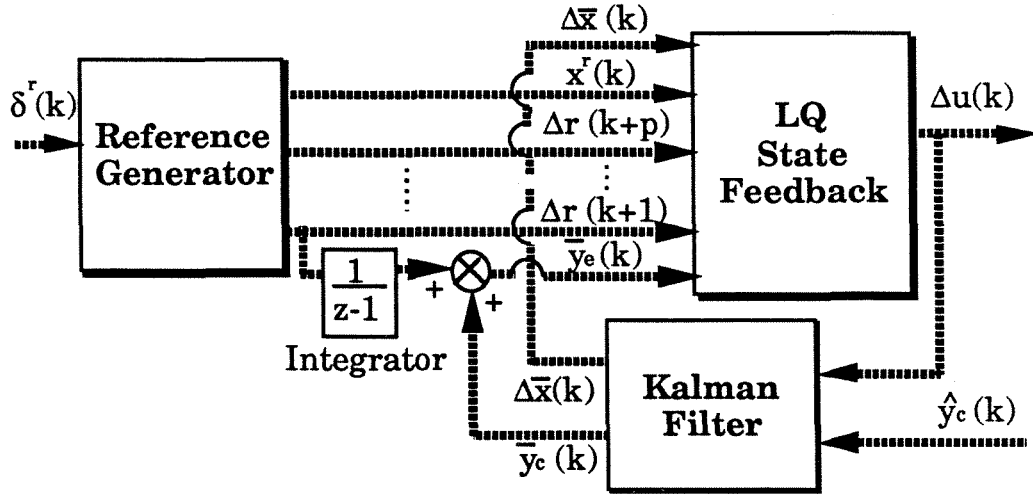 Δx̄(k)
δʳ(k)
xʳ(k)
Δu(k)
Reference
Generator
Δr (k+p)
LQ
State
Feedback
Δr (k+1)
ȳₑ(k)
1
z-1
+
+
Integrator
Δx̄(k)
Kalman
Filter
ŷc (k)
ȳc (k)